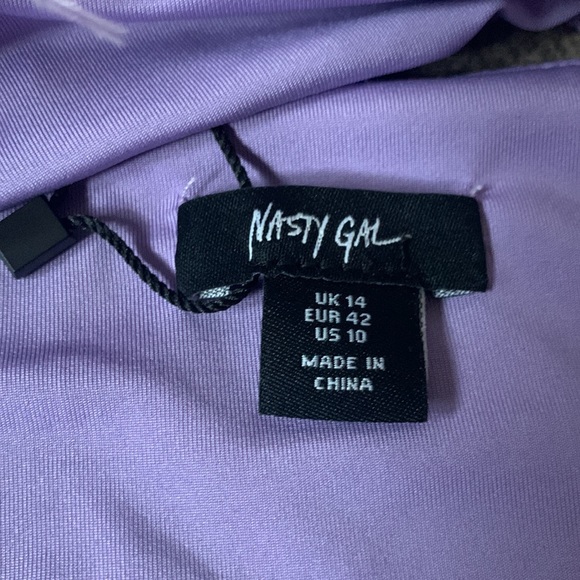 NASTY GAL
UK 14
EUR 42
US 10
MADE IN
CHINA